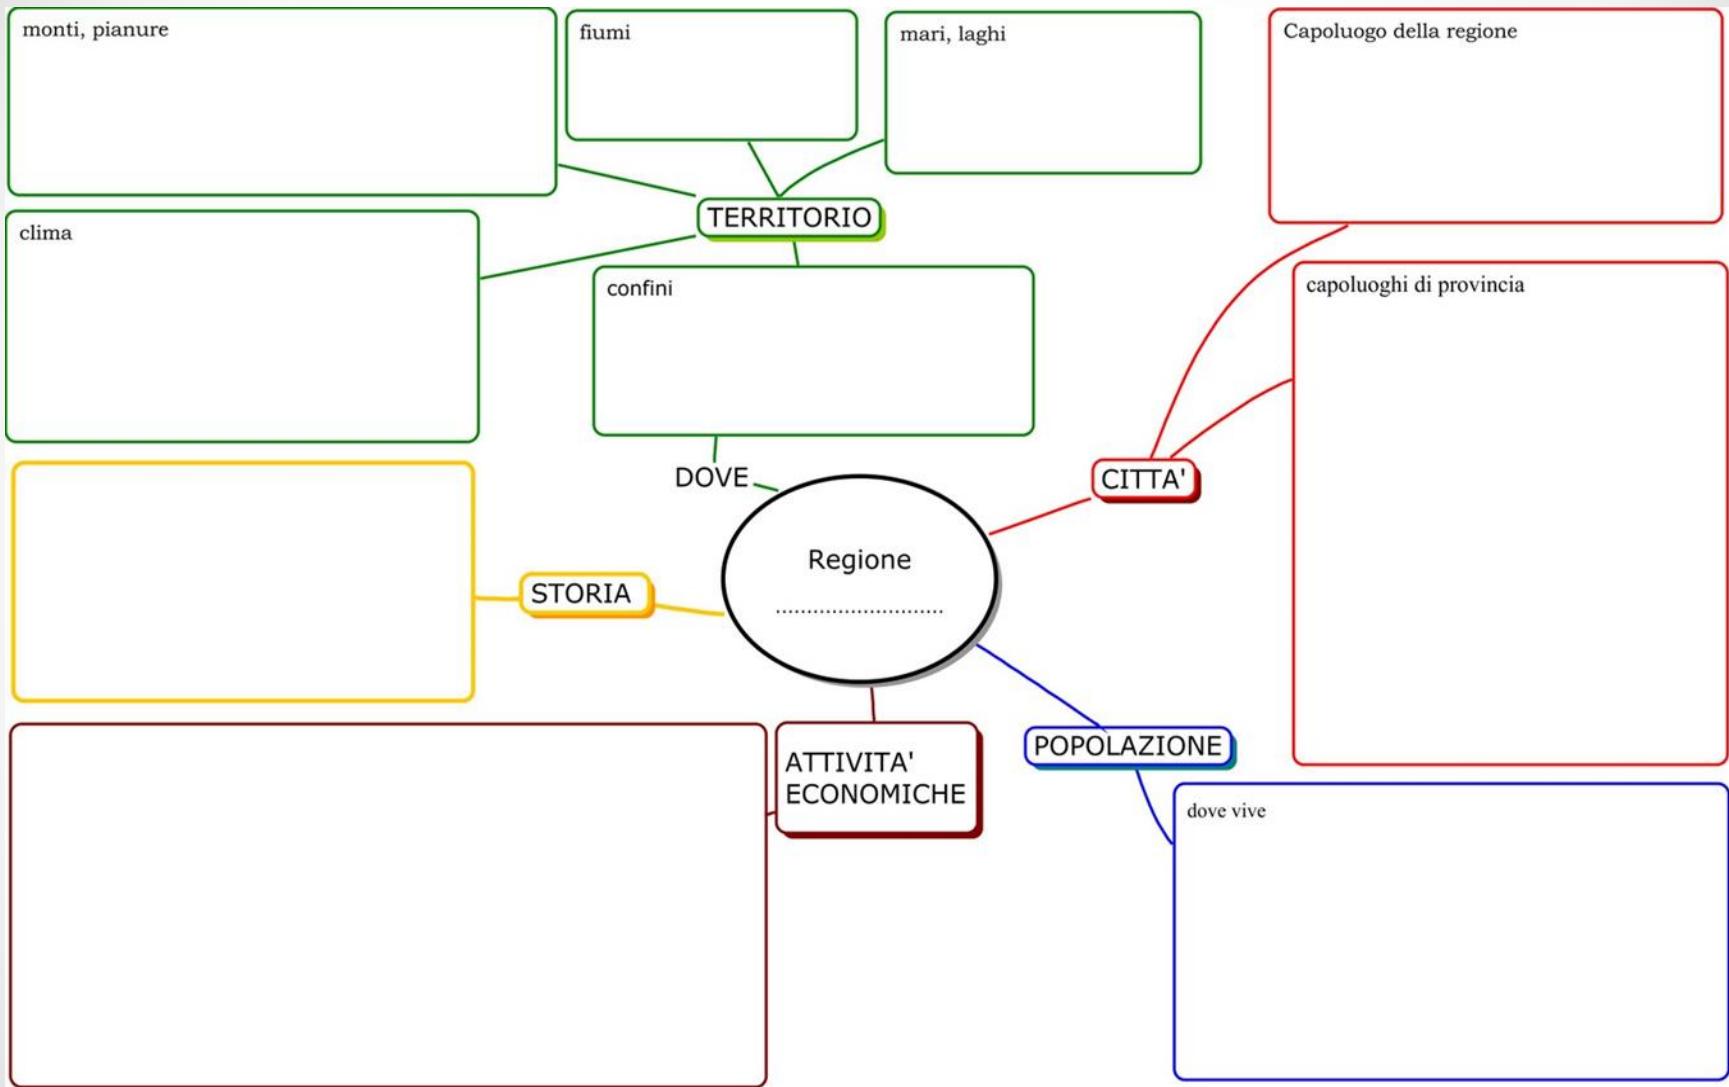 monti, pianure
fiumi
mari, laghi
Capoluogo della regione
TERRITORIO
clima
confini
capoluoghi di provincia
DOVE
CITTA'
Regione
............................
STORIA
POPOLAZIONE
ATTIVITA'
ECONOMICHE
dove vive